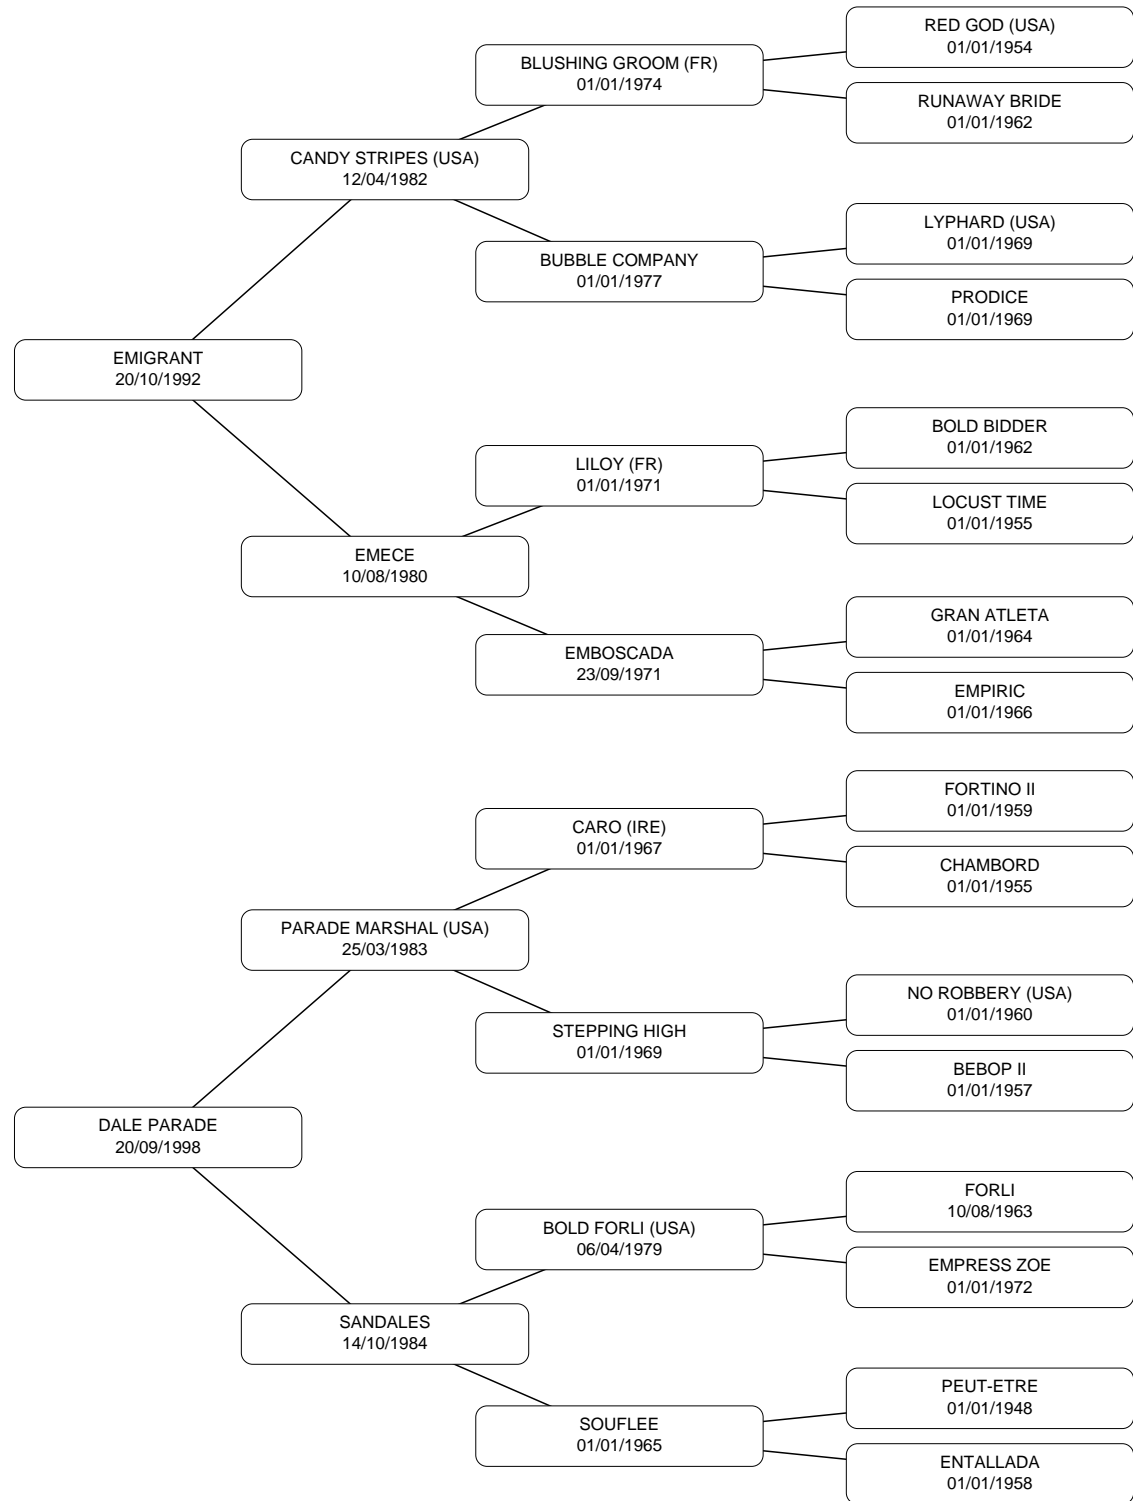 RED GOD (USA)
01/01/1954
BLUSHING GROOM (FR)
01/01/1974
RUNAWAY BRIDE
01/01/1962
CANDY STRIPES (USA)
12/04/1982
LYPHARD (USA)
01/01/1969
BUBBLE COMPANY
01/01/1977
PRODICE
01/01/1969
EMIGRANT
20/10/1992
BOLD BIDDER
01/01/1962
LILOY (FR)
01/01/1971
LOCUST TIME
01/01/1955
EMECE
10/08/1980
GRAN ATLETA
01/01/1964
EMBOSCADA
23/09/1971
EMPIRIC
01/01/1966
FORTINO II
01/01/1959
CARO (IRE)
01/01/1967
CHAMBORD
01/01/1955
PARADE MARSHAL (USA)
25/03/1983
NO ROBBERY (USA)
01/01/1960
STEPPING HIGH
01/01/1969
BEBOP II
01/01/1957
DALE PARADE
20/09/1998
FORLI
10/08/1963
BOLD FORLI (USA)
06/04/1979
EMPRESS ZOE
01/01/1972
SANDALES
14/10/1984
PEUT-ETRE
01/01/1948
SOUFLEE
01/01/1965
ENTALLADA
01/01/1958